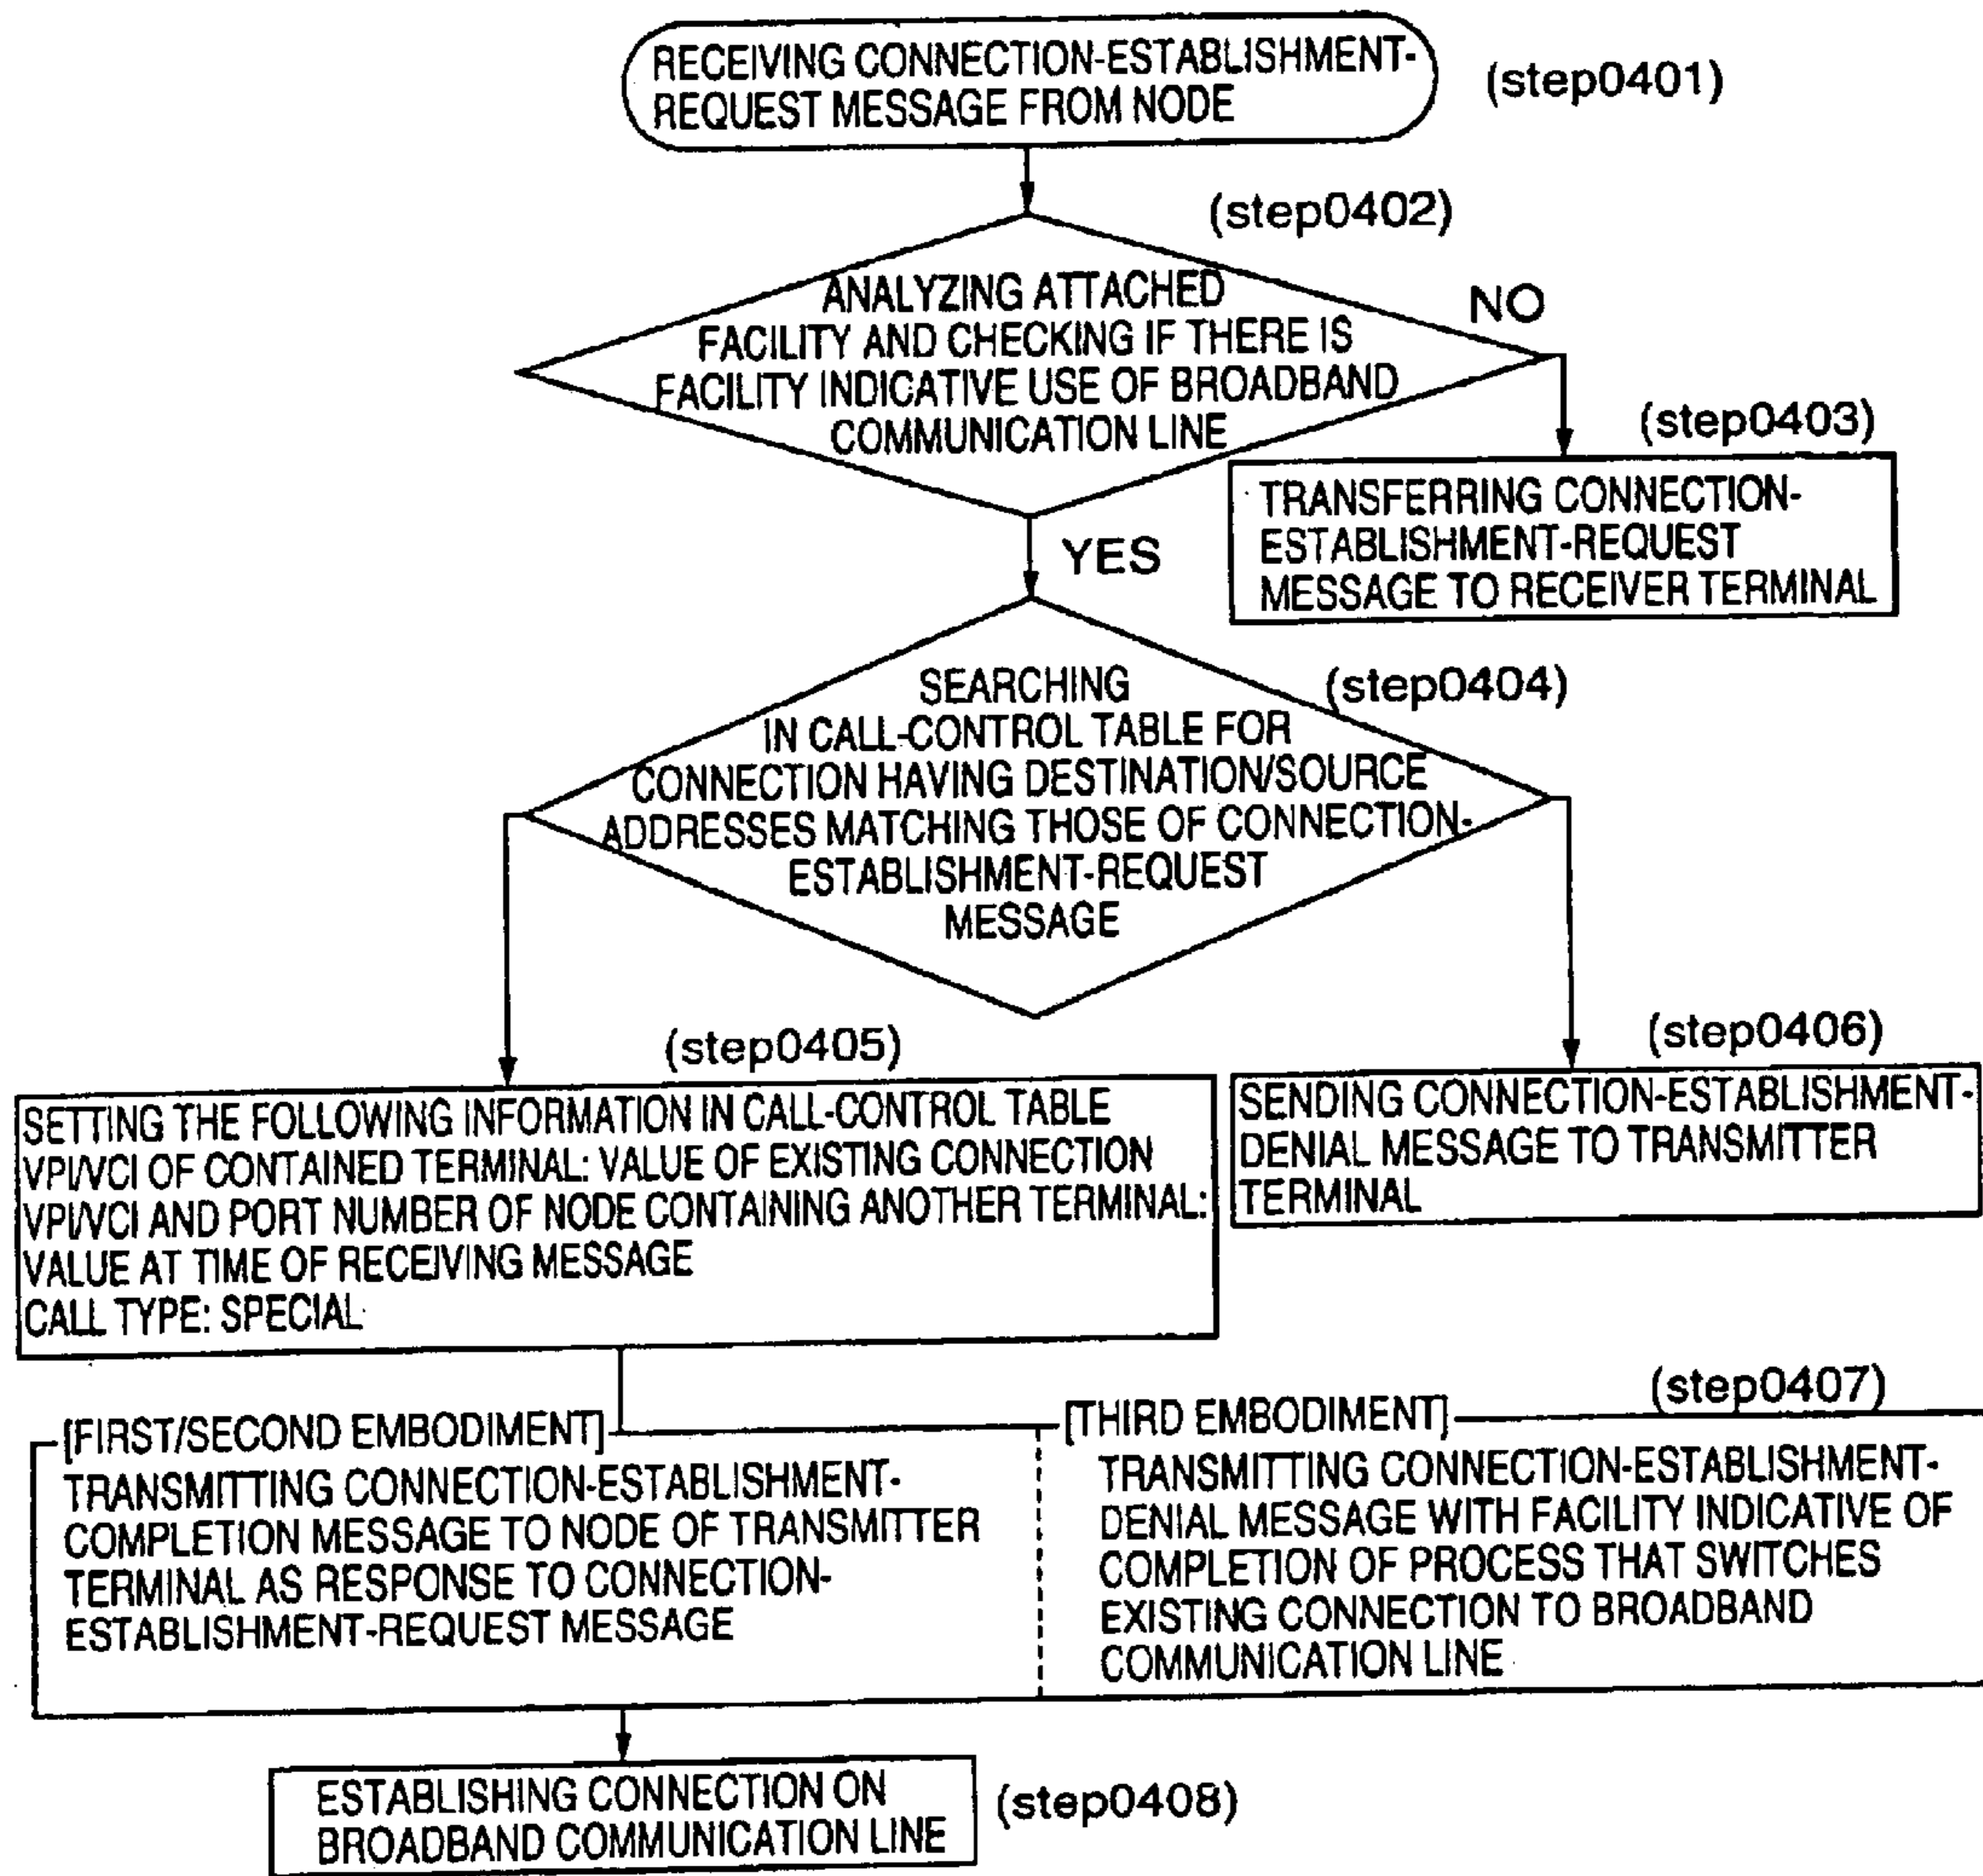 RECEIVING CONNECTION-ESTABLISHMENT-
REQUEST MESSAGE FROM NODE
(step0401)
(step0402)
ANALYZING ATTACHED
FACILITY AND CHECKING IF THERE IS
FACILITY INDICATIVE USE OF BROADBAND
COMMUNICATION LINE
NO
YES
(step0403)
TRANSFERRING CONNECTION-
ESTABLISHMENT-REQUEST
MESSAGE TO RECEIVER TERMINAL
(step0404)
SEARCHING
IN CALL-CONTROL TABLE FOR
CONNECTION HAVING DESTINATION/SOURCE
ADDRESSES MATCHING THOSE OF CONNECTION-
ESTABLISHMENT-REQUEST
MESSAGE
(step0405)
SETTING THE FOLLOWING INFORMATION IN CALL-CONTROL TABLE
VPI/VCI OF CONTAINED TERMINAL: VALUE OF EXISTING CONNECTION
VPI/VCI AND PORT NUMBER OF NODE CONTAINING ANOTHER TERMINAL:
VALUE AT TIME OF RECEIVING MESSAGE
CALL TYPE: SPECIAL
(step0406)
SENDING CONNECTION-ESTABLISHMENT-
DENIAL MESSAGE TO TRANSMITTER
TERMINAL
(step0407)
[FIRST/SECOND EMBODIMENT]
TRANSMITTING CONNECTION-ESTABLISHMENT-
COMPLETION MESSAGE TO NODE OF TRANSMITTER
TERMINAL AS RESPONSE TO CONNECTION-
ESTABLISHMENT-REQUEST MESSAGE
[THIRD EMBODIMENT]
TRANSMITTING CONNECTION-ESTABLISHMENT-
DENIAL MESSAGE WITH FACILITY INDICATIVE OF
COMPLETION OF PROCESS THAT SWITCHES
EXISTING CONNECTION TO BROADBAND
COMMUNICATION LINE
ESTABLISHING CONNECTION ON
BROADBAND COMMUNICATION LINE
(step0408)